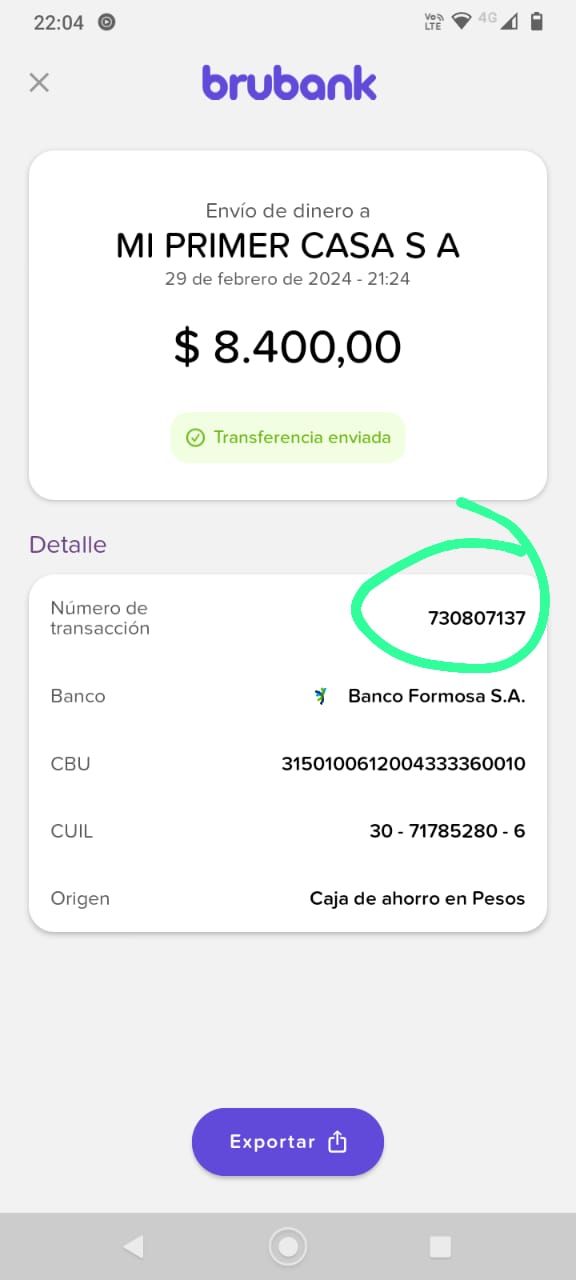 22:04
Vo LTE 4G
brubank
Envío de dinero a
MI PRIMER CASA S A
29 de febrero de 2024 - 21:24
$ 8.400,00
Transferencia enviada
Detalle
Número de
transacción
730807137
Banco
Banco Formosa S.A.
CBU
3150100612004333360010
CUIL
30 - 71785280 - 6
Origen
Caja de ahorro en Pesos
Exportar